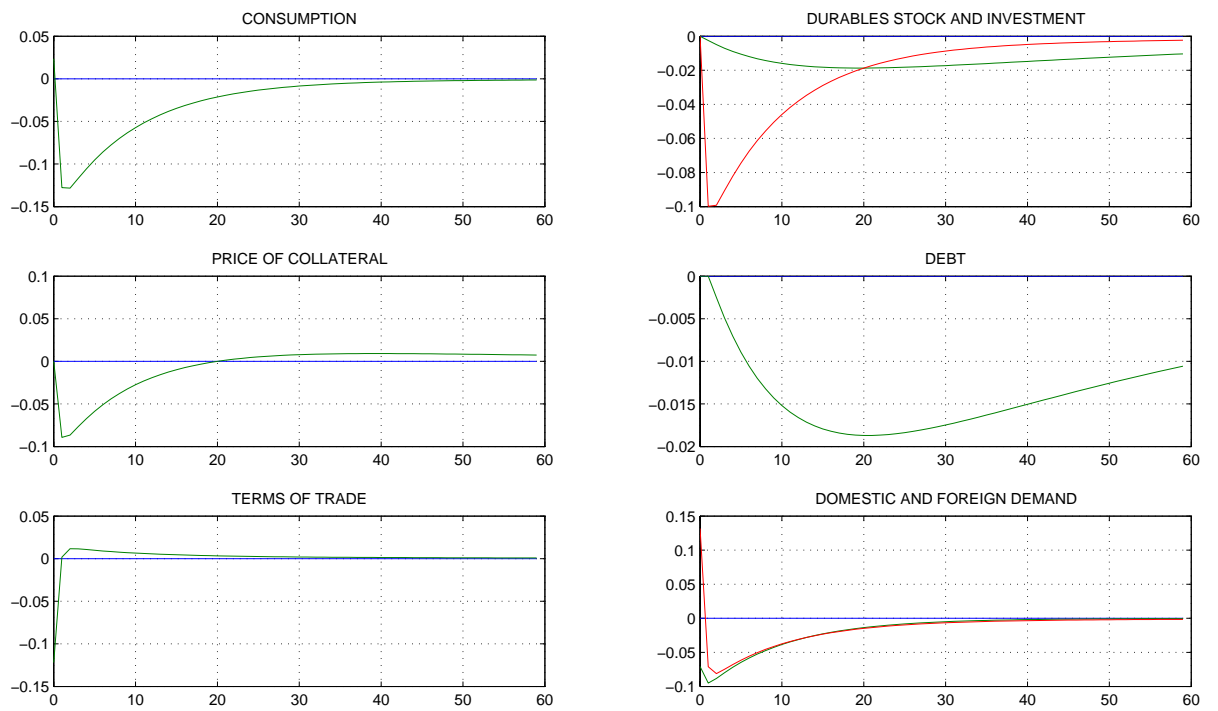 CONSUMPTION
0.05
0
−0.05
−0.1
−0.15
0 10 20 30 40 50 60
DURABLES STOCK AND INVESTMENT
0
−0.02
−0.04
−0.06
−0.08
−0.1
0 10 20 30 40 50 60
PRICE OF COLLATERAL
0.1
0.05
0
−0.05
−0.1
0 10 20 30 40 50 60
DEBT
0
−0.005
−0.01
−0.015
−0.02
0 10 20 30 40 50 60
TERMS OF TRADE
0.05
0
−0.05
−0.1
−0.15
0 10 20 30 40 50 60
DOMESTIC AND FOREIGN DEMAND
0.15
0.1
0.05
0
−0.05
−0.1
0 10 20 30 40 50 60